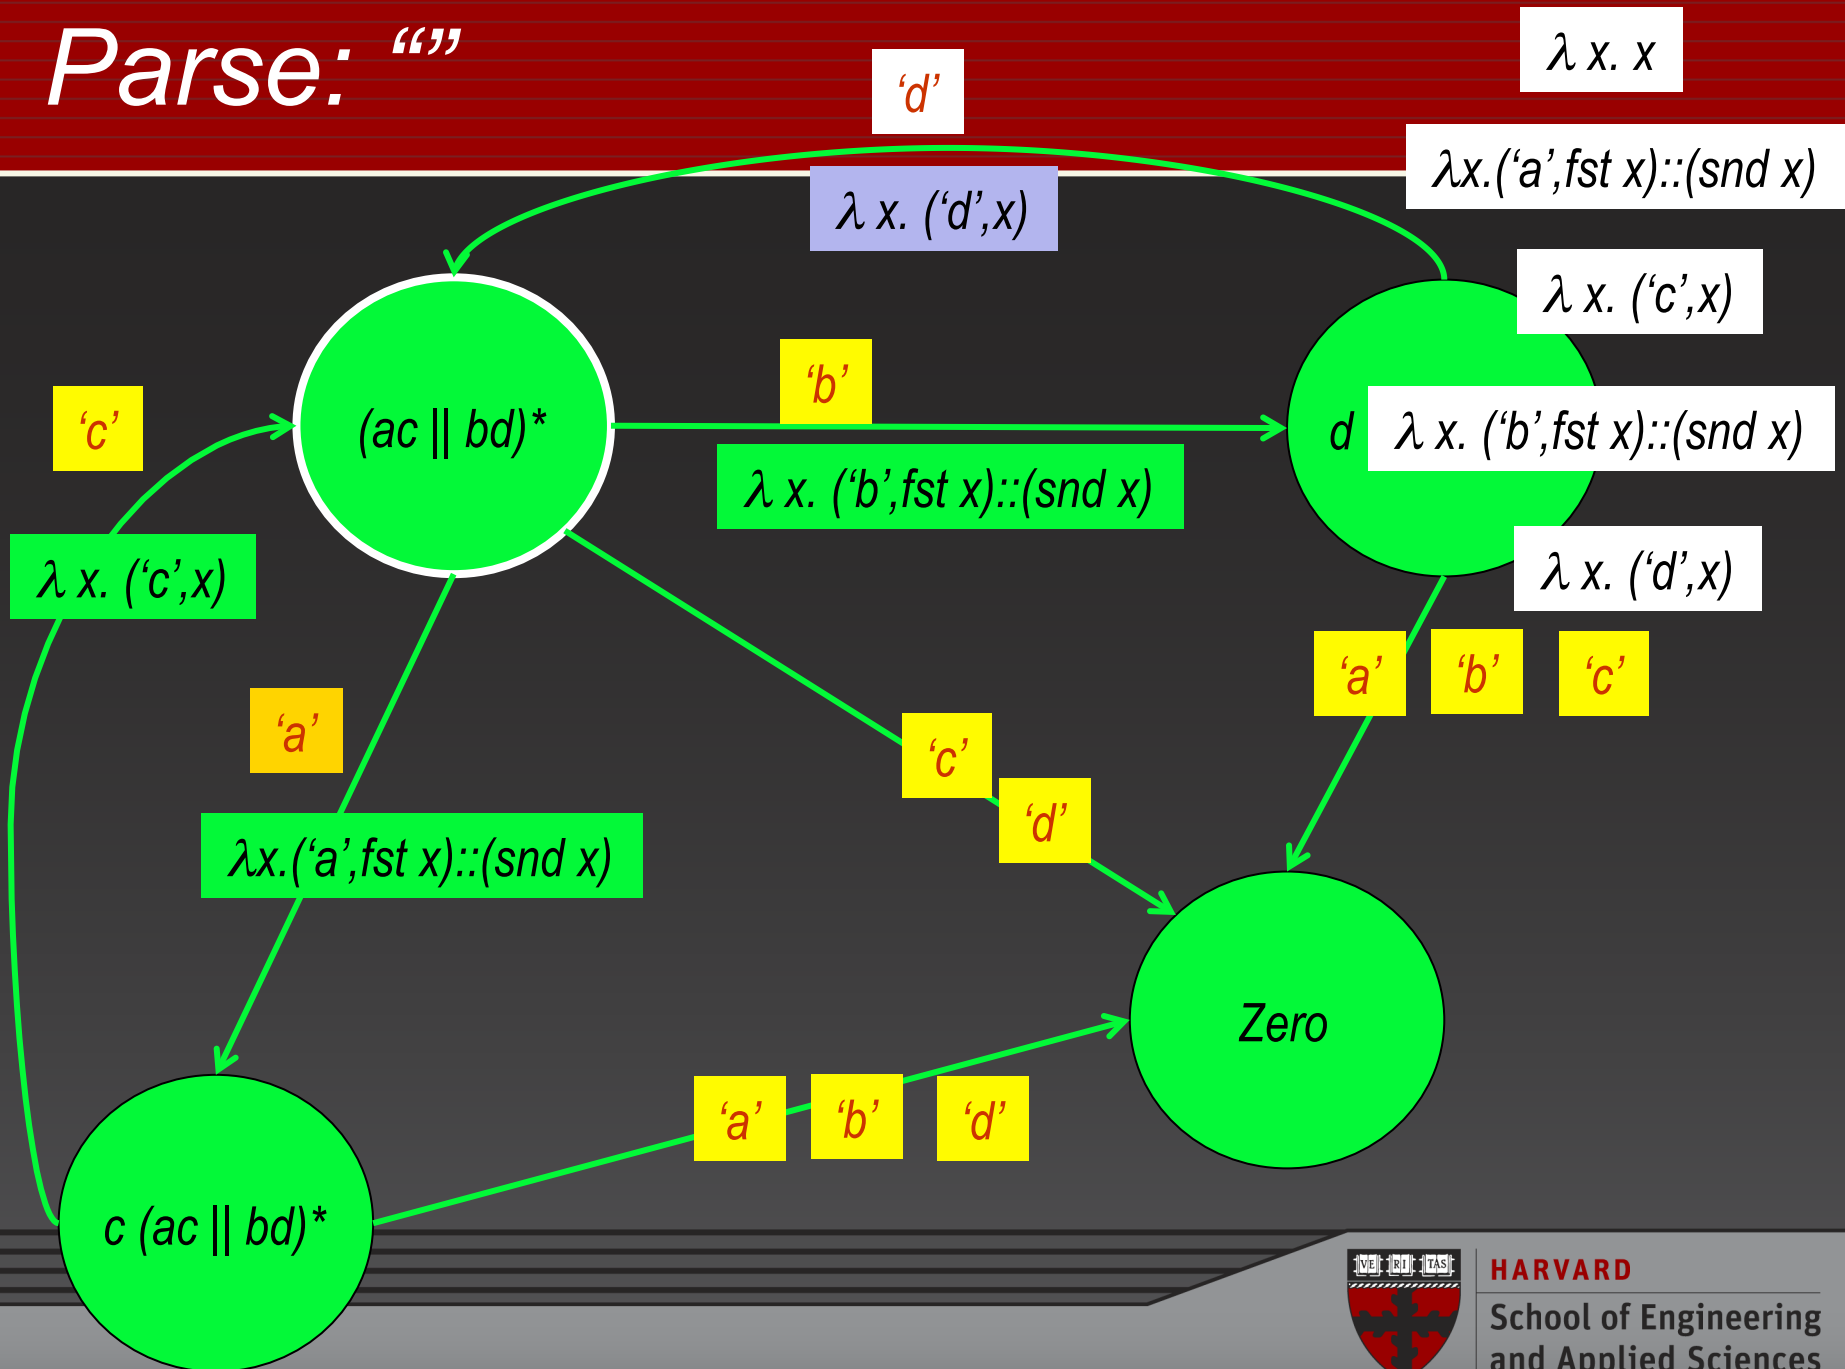 Parse: “”
λ x. x
‘d’
λx.(‘a’,fst x)::(snd x)
λ x. (‘d’,x)
λ x. (‘c’,x)
‘b’
‘c’
(ac || bd)*
d
λ x. (‘b’,fst x)::(snd x)
λ x. (‘b’,fst x)::(snd x)
λ x. (‘c’,x)
λ x. (‘d’,x)
‘a’ ‘b’ ‘c’
‘a’
‘c’
‘d’
λx.(‘a’,fst x)::(snd x)
Zero
‘a’ ‘b’ ‘d’
c (ac || bd)*
VE RI TAS
HARVARD
School of Engineering
and Applied Sciences